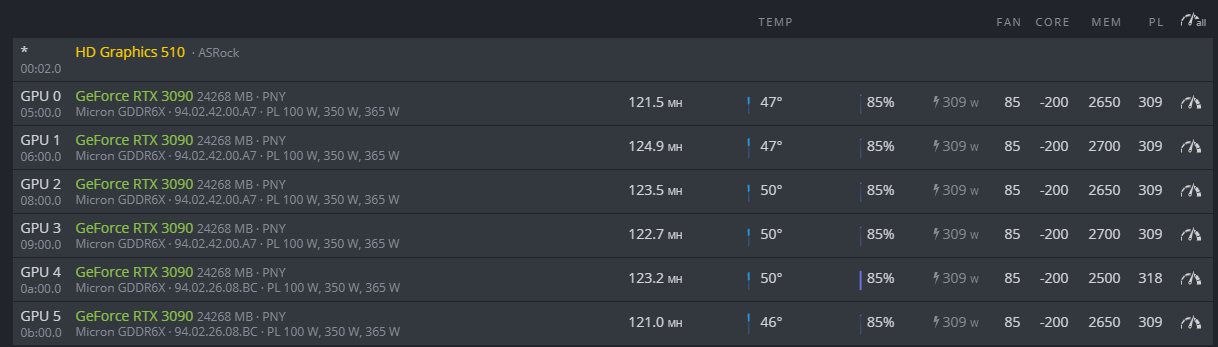 TEMP FAN CORE MEM PL all
* HD Graphics 510 · ASRock
00:02.0
GPU 0 GeForce RTX 3090 24268 MB · PNY 121.5 MH 47° 85% 309 W 85 -200 2650 309
05:00.0 Micron GDDR6X · 94.02.42.00.A7 · PL 100 W, 350 W, 365 W
GPU 1 GeForce RTX 3090 24268 MB · PNY 124.9 MH 47° 85% 309 W 85 -200 2700 309
06:00.0 Micron GDDR6X · 94.02.42.00.A7 · PL 100 W, 350 W, 365 W
GPU 2 GeForce RTX 3090 24268 MB · PNY 123.5 MH 50° 85% 309 W 85 -200 2650 309
08:00.0 Micron GDDR6X · 94.02.42.00.A7 · PL 100 W, 350 W, 365 W
GPU 3 GeForce RTX 3090 24268 MB · PNY 122.7 MH 50° 85% 309 W 85 -200 2700 309
09:00.0 Micron GDDR6X · 94.02.42.00.A7 · PL 100 W, 350 W, 365 W
GPU 4 GeForce RTX 3090 24268 MB · PNY 123.2 MH 50° 85% 309 W 85 -200 2500 318
0a:00.0 Micron GDDR6X · 94.02.26.08.BC · PL 100 W, 350 W, 365 W
GPU 5 GeForce RTX 3090 24268 MB · PNY 121.0 MH 46° 85% 309 W 85 -200 2650 309
0b:00.0 Micron GDDR6X · 94.02.26.08.BC · PL 100 W, 350 W, 365 W